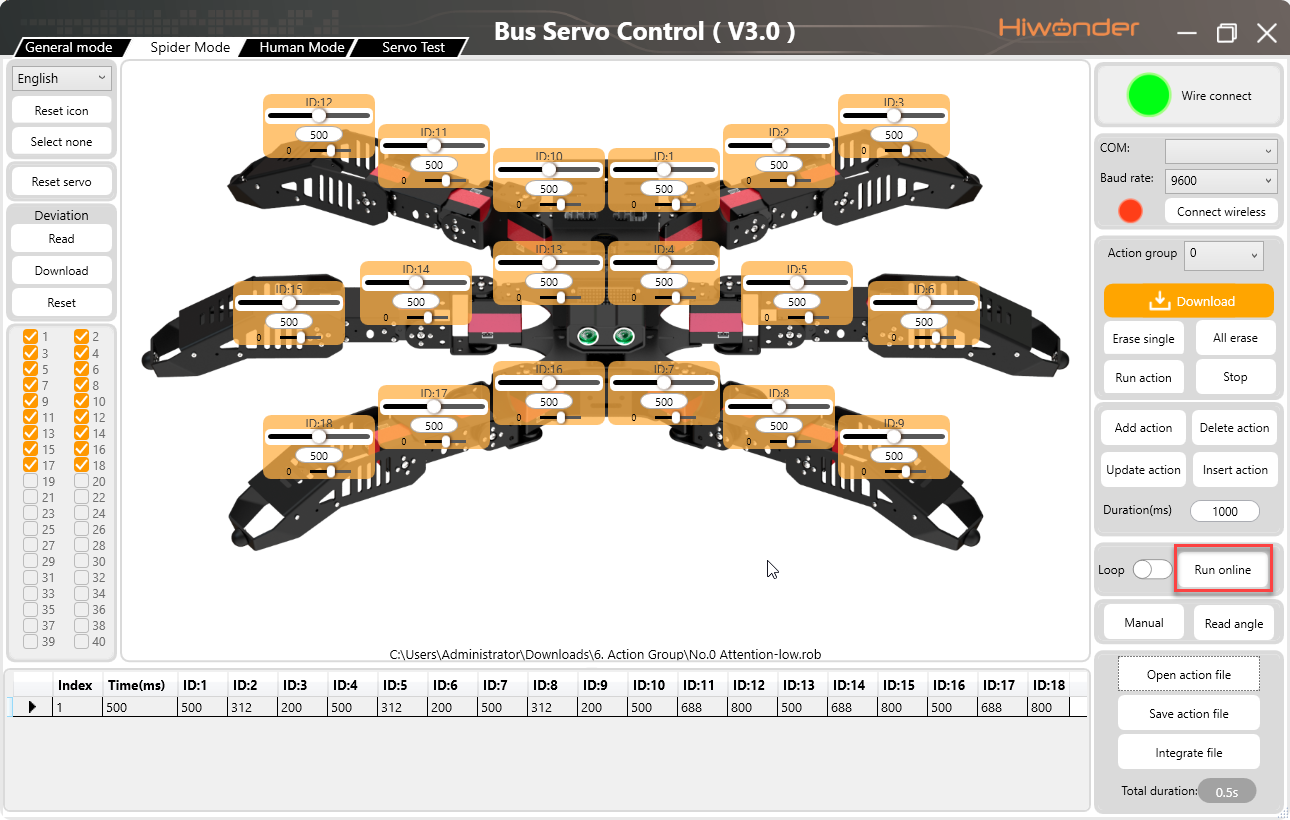 Bus Servo Control ( V3.0 )
Hiwonder
General mode
Spider Mode
Human Mode
Servo Test
English
Reset icon
Select none
Reset servo
Deviation
Read
Download
Reset
1 2
3 4
5 6
7 8
9 10
11 12
13 14
15 16
17 18
19 20
21 22
23 24
25 26
27 28
29 30
31 32
33 34
35 36
37 38
39 40
ID:12
500
0
ID:11
500
0
ID:10
500
0
ID:1
500
0
ID:2
500
0
ID:3
500
0
ID:15
500
0
ID:14
500
0
ID:13
500
0
ID:4
500
0
ID:5
500
0
ID:6
500
0
ID:18
500
0
ID:17
500
0
ID:16
500
0
ID:7
500
0
ID:8
500
0
ID:9
500
0
C:\Users\Administrator\Downloads\6. Action Group\No.0 Attention-low.rob
Wire connect
COM:
Baud rate: 9600
Connect wireless
Action group 0
Download
Erase single All erase
Run action Stop
Add action Delete action
Update action Insert action
Duration(ms) 1000
Loop Run online
Manual Read angle
Open action file
Save action file
Integrate file
Total duration: 0.5s
Index Time(ms) ID:1 ID:2 ID:3 ID:4 ID:5 ID:6 ID:7 ID:8 ID:9 ID:10 ID:11 ID:12 ID:13 ID:14 ID:15 ID:16 ID:17 ID:18
1 500 500 312 200 500 312 200 500 312 200 500 688 800 500 688 800 500 688 800